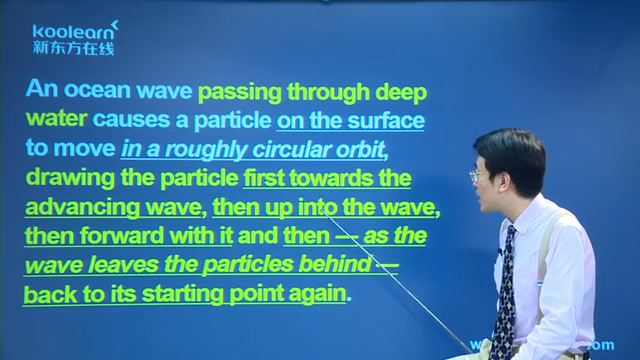 koolearn
新东方在线
An ocean wave passing through deep
water causes a particle on the surface
to move in a roughly circular orbit,
drawing the particle first towards the
advancing wave, then up into the wave,
then forward with it and then — as the
wave leaves the particles behind —
back to its starting point again.